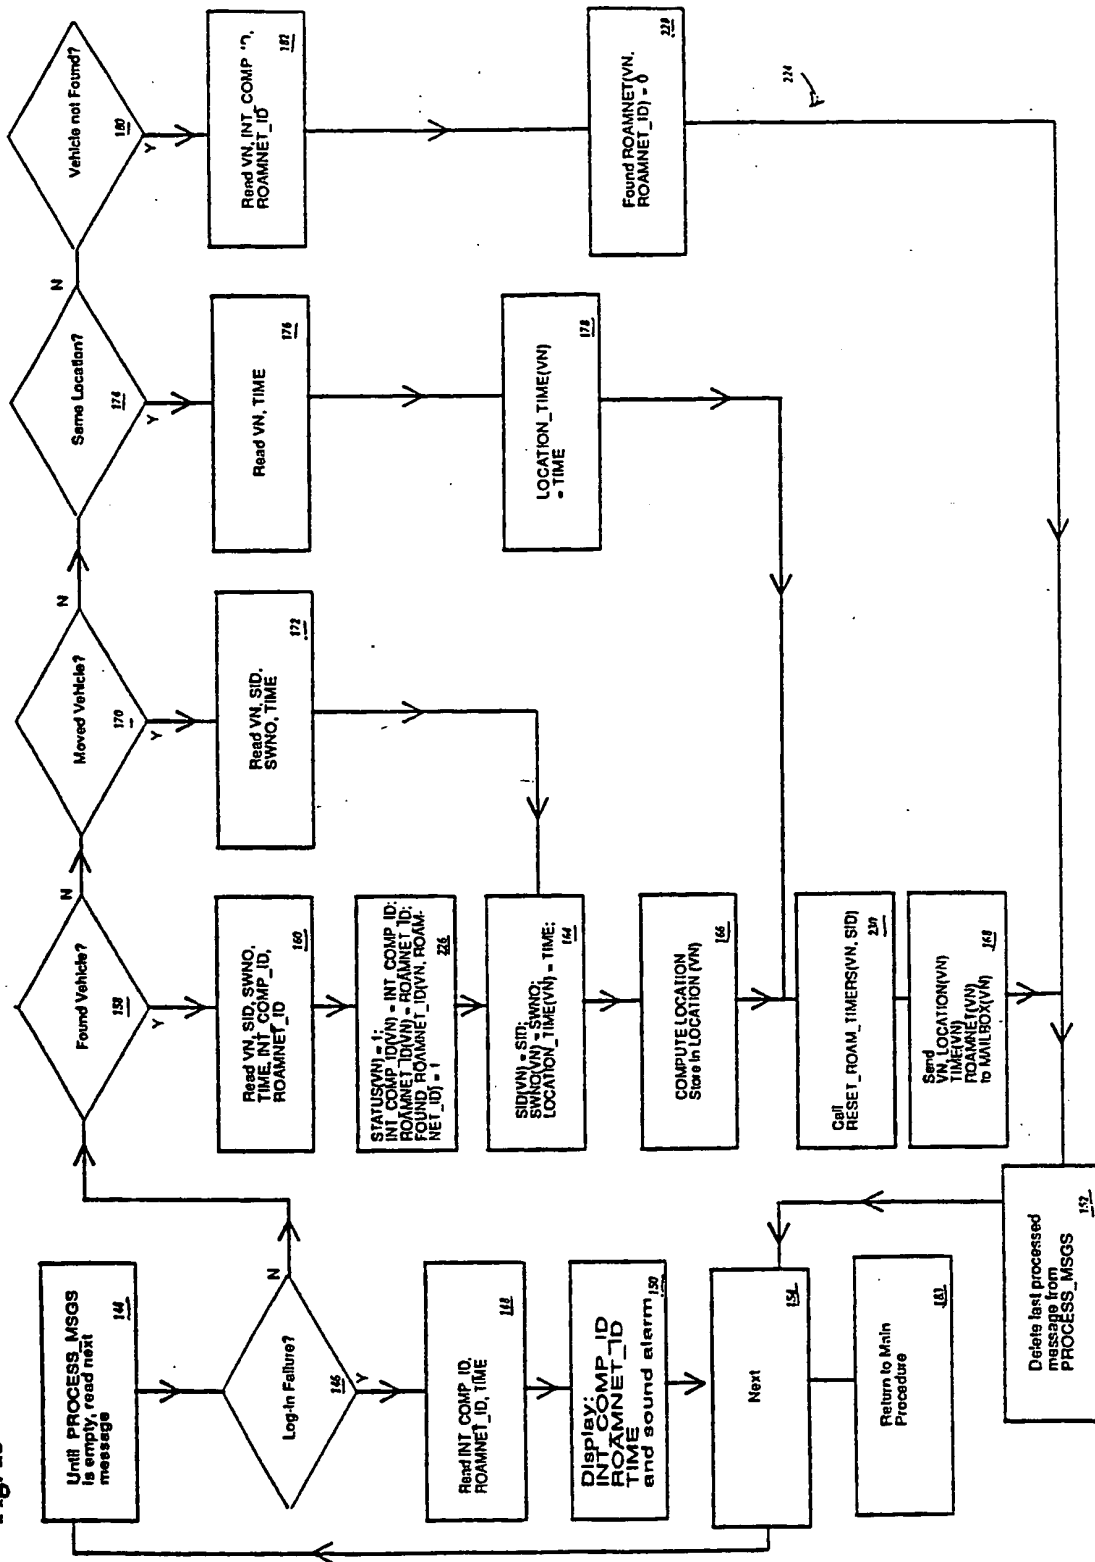 Until PROCESS_MSGS
is empty, read next
message
144
Log-In Failure?
146
N
Y
Read INT_COMP_ID,
ROAMNET_ID, TIME
148
Display:
INT_COMP_ID
ROAMNET_ID
TIME
and sound alarm
150
Next
154
Return to Main
Procedure
183
Delete last processed
message from
PROCESS_MSGS
152
Found Vehicle?
158
N
Y
Read VN, SID, SWNO,
TIME, INT_COMP_ID,
ROAMNET_ID
160
STATUS(VN) = 1;
INT_COMP_ID(VN) = INT_COMP_ID;
ROAMNET_ID(VN) = ROAMNET_ID;
FOUND_ROAMNET_ID(VN, ROAM-
NET_ID) = 1
226
SID(VN) = SID;
SWNO(VN) = SWNO;
LOCATION_TIME(VN) = TIME;
164
COMPUTE LOCATION
Store in LOCATION (VN)
166
Call
RESET_ROAM_TIMERS(VN, SID)
230
Send
VN, LOCATION(VN)
TIME(VN)
ROAMNET(VN)
to MAILBOX(VN)
168
Moved Vehicle?
170
N
Y
Read VN, SID,
SWNO, TIME
172
Same Location?
174
N
Y
Read VN, TIME
176
LOCATION_TIME(VN)
= TIME
178
Vehicle not Found?
180
Y
Read VN, INT_COMP
ROAMNET_ID
182
Found ROAMNET(VN,
ROAMNET_ID) = 0
228
224